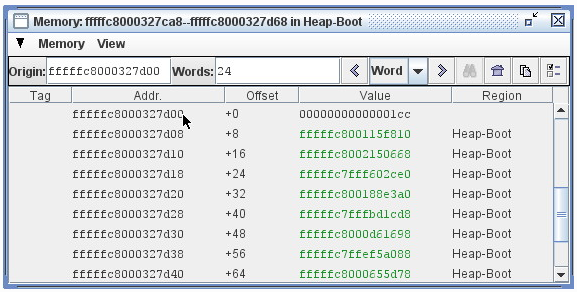 Memory: fffffc8000327ca8--fffffc8000327d68 in Heap-Boot
Memory View
Origin: fffffc8000327d00 Words: 24 Word
Tag Addr. Offset Value Region
fffffc8000327d00 +0 00000000000001cc
fffffc8000327d08 +8 fffffc800115f810 Heap-Boot
fffffc8000327d10 +16 fffffc8002150668 Heap-Boot
fffffc8000327d18 +24 fffffc7fff602ce0 Heap-Boot
fffffc8000327d20 +32 fffffc800188e3a0 Heap-Boot
fffffc8000327d28 +40 fffffc7fffbd1cd8 Heap-Boot
fffffc8000327d30 +48 fffffc8000d61698 Heap-Boot
fffffc8000327d38 +56 fffffc7ffef5a088 Heap-Boot
fffffc8000327d40 +64 fffffc8000655d78 Heap-Boot